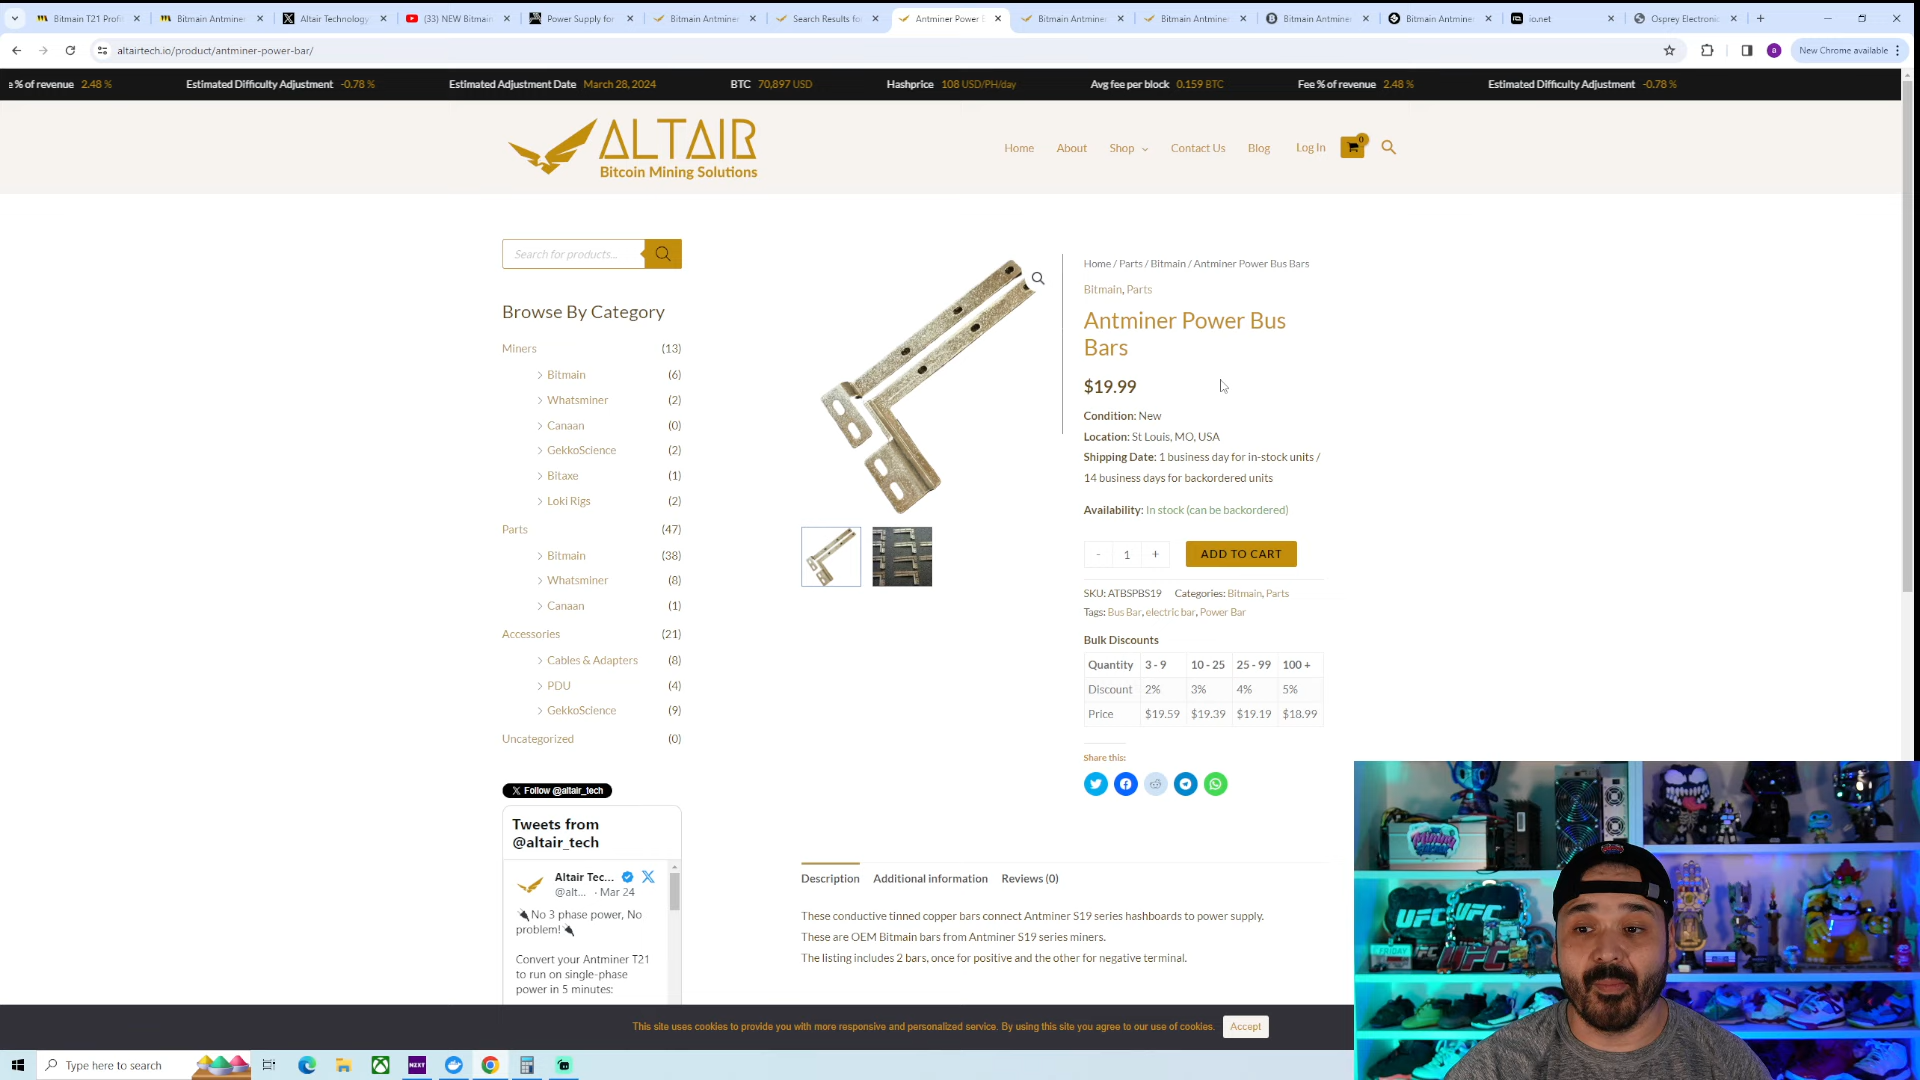 Bitmain T21 Profi
Bitmain Antminer
Altair Technology
(33) NEW Bitmain
Power Supply for
Bitmain Antminer
Search Results fo
Antminer Power B
Bitmain Antminer
Bitmain Antminer
Bitmain Antmine
Bitmain Antmine
io.net
Osprey Electronic
altairtech.io/product/antminer-power-bar/
New Chrome available
e % of revenue 2.48 % Estimated Difficulty Adjustment -0.78 % Estimated Adjustment Date March 28, 2024 BTC 70,897 USD Hashprice 108 USD/PH/day Avg fee per block 0.159 BTC Fee % of revenue 2.48 % Estimated Difficulty Adjustment -0.78 %
ALTAIR
Bitcoin Mining Solutions
Home About Shop Contact Us Blog Log In 0
Search for products...
Browse By Category
Miners (13)
Bitmain (6)
Whatsminer (2)
Canaan (0)
GekkoScience (2)
Bitaxe (1)
Loki Rigs (2)
Parts (47)
Bitmain (38)
Whatsminer (8)
Canaan (1)
Accessories (21)
Cables & Adapters (8)
PDU (4)
GekkoScience (9)
Uncategorized (0)
X Follow @altair_tech
Tweets from
@altair_tech
Altair Tec...
@alt... · Mar 24
No 3 phase power, No
problem!
Convert your Antminer T21
to run on single-phase
power in 5 minutes:
Home / Parts / Bitmain / Antminer Power Bus Bars
Bitmain, Parts
Antminer Power Bus
Bars
$19.99
Condition: New
Location: St Louis, MO, USA
Shipping Date: 1 business day for in-stock units /
14 business days for backordered units
Availability: In stock (can be backordered)
- 1 + ADD TO CART
SKU: ATBSPBS19 Categories: Bitmain, Parts
Tags: Bus Bar, electric bar, Power Bar
Bulk Discounts
Quantity 3 - 9 10 - 25 25 - 99 100 +
Discount 2% 3% 4% 5%
Price $19.59 $19.39 $19.19 $18.99
Share this:
Description Additional information Reviews (0)
These conductive tinned copper bars connect Antminer S19 series hashboards to power supply.
These are OEM Bitmain bars from Antminer S19 series miners.
The listing includes 2 bars, once for positive and the other for negative terminal.
This site uses cookies to provide you with more responsive and personalized service. By using this site you agree to our use of cookies. Accept
UFC UFC
FRIDAY
UFC
Type here to search
NZXT